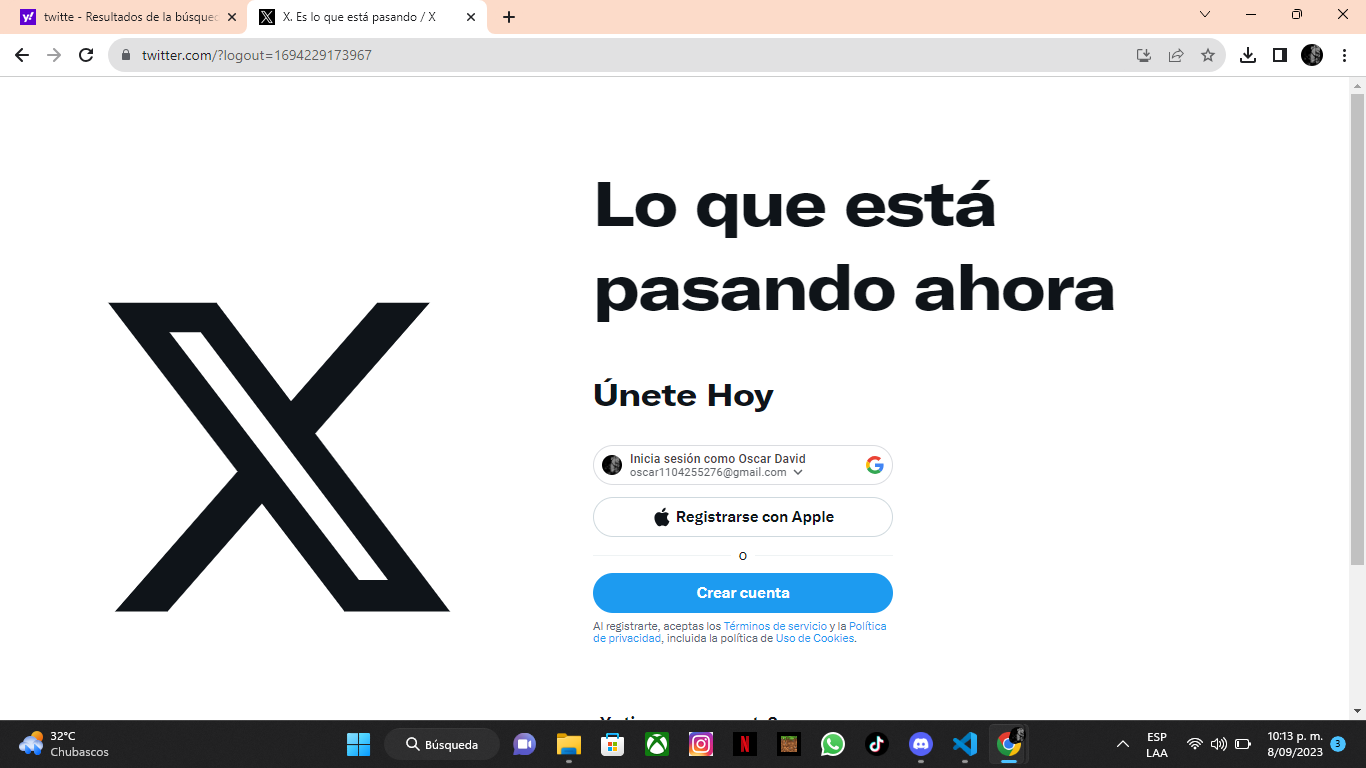 twitte - Resultados de la búsque
X. Es lo que está pasando / X
twitter.com/?logout=1694229173967
Lo que está
pasando ahora
Únete Hoy
Inicia sesión como Oscar David
oscar1104255276@gmail.com
Registrarse con Apple
o
Crear cuenta
Al registrarte, aceptas los Términos de servicio y la Política
de privacidad, incluida la política de Uso de Cookies.
32°C
Chubascos
Búsqueda
ESP
LAA
10:13 p. m.
8/09/2023
3